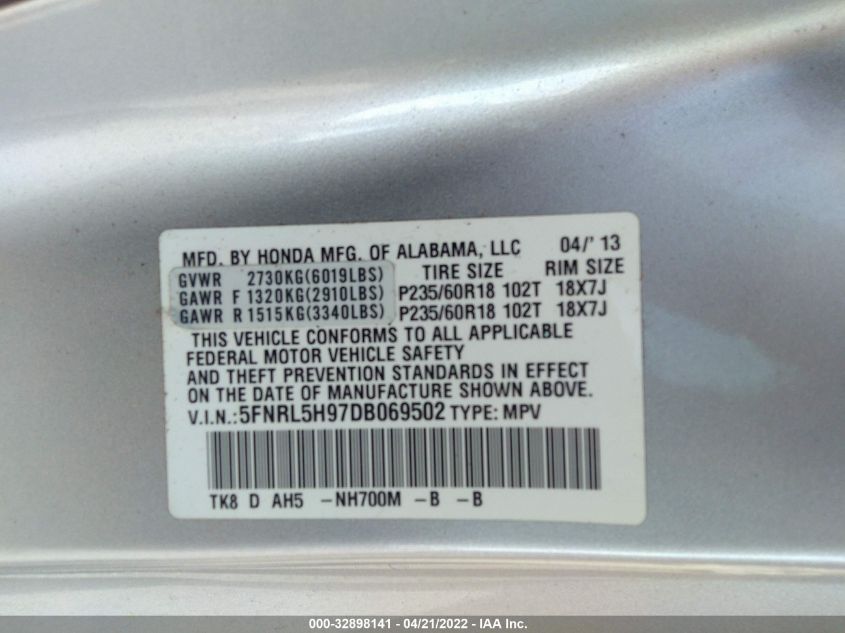 MFD. BY HONDA MFG. OF ALABAMA, LLC 04/' 13
GVWR 2730KG(6019LBS) TIRE SIZE RIM SIZE
GAWR F 1320KG(2910LBS) P235/60R18 102T 18X7J
GAWR R 1515KG(3340LBS) P235/60R18 102T 18X7J
THIS VEHICLE CONFORMS TO ALL APPLICABLE
FEDERAL MOTOR VEHICLE SAFETY
AND THEFT PREVENTION STANDARDS IN EFFECT
ON THE DATE OF MANUFACTURE SHOWN ABOVE.
V.I.N.:5FNRL5H97DB069502 TYPE: MPV
TK8 D AH5 -NH700M -B -B
000-32898141 - 04/21/2022 - IAA Inc.